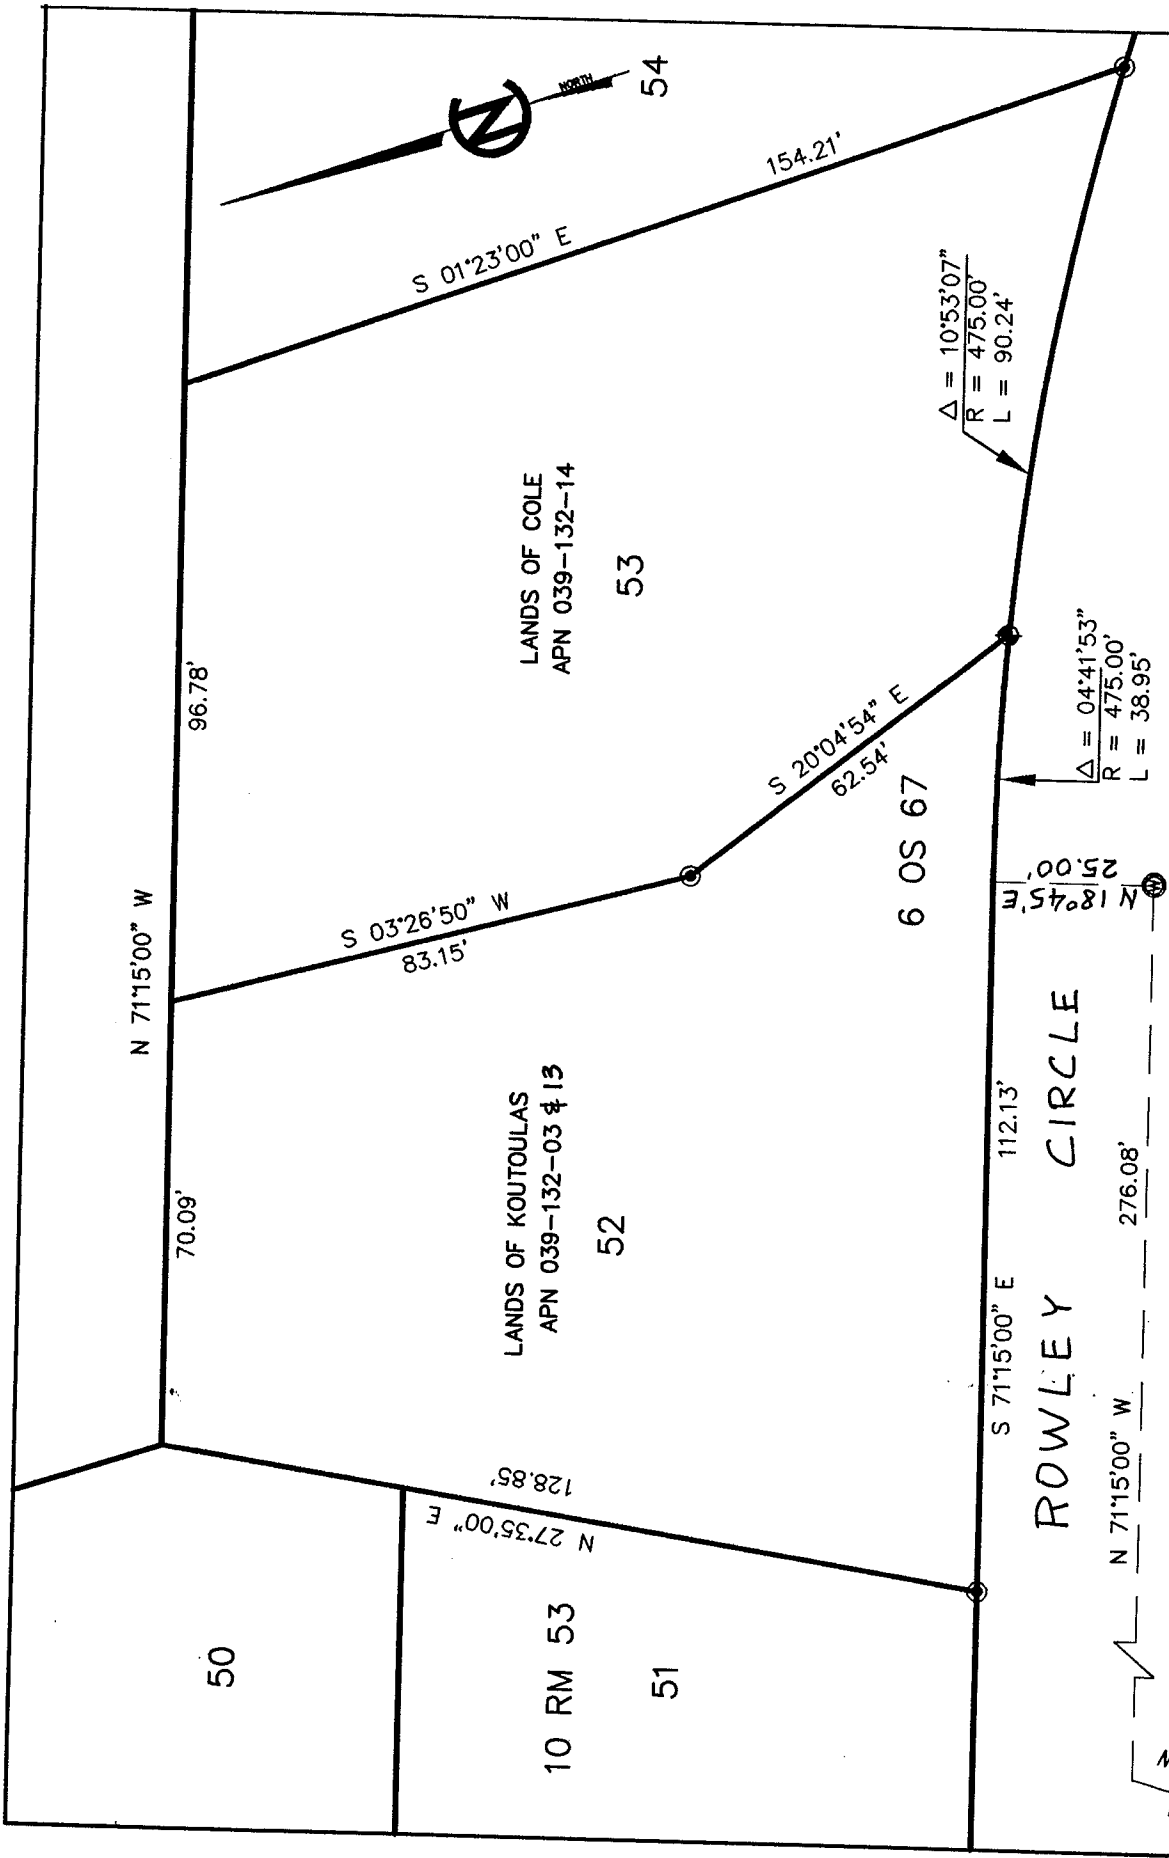 N 71°15'00" W
70.09'
96.78'
NORTH
N
54
S 01°23'00" E
154.21'
S 03°26'50" W
83.15'
LANDS OF COLE
APN 039-132-14
53
S 20°04'54" E
62.54'
Δ = 10°53'07"
R = 475.00'
L = 90.24'
LANDS OF KOUTOULAS
APN 039-132-03 & 13
52
50
N 27°35'00" E
128.85'
10 RM 53
51
6 OS 67
Δ = 04°41'53"
R = 475.00'
L = 38.95'
N 18°45'E
25.00'
S 71°15'00" E
112.13'
ROWLEY CIRCLE
N 71°15'00" W
276.08'
W